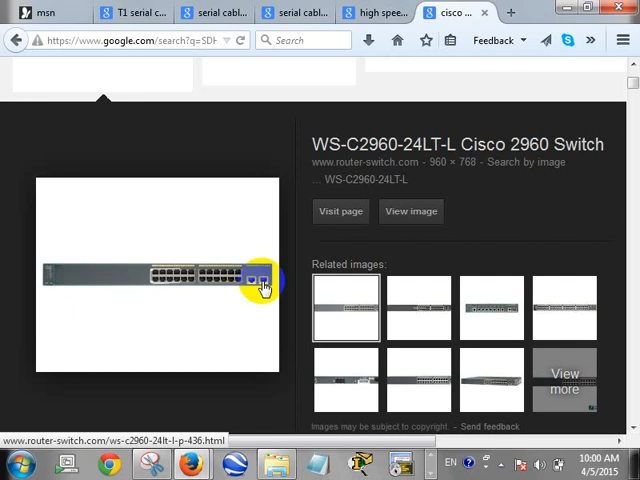 msn
T1 serial c...
serial cabl...
serial cabl...
high spee...
cisco ...
https://www.google.com/search?q=SDH
Search
Feedback
WS-C2960-24LT-L Cisco 2960 Switch
www.router-switch.com - 960 × 768 - Search by image
... WS-C2960-24LT-L
Visit page
View image
Related images:
View
more
Images may be subject to copyright. - Send feedback
www.router-switch.com/ws-c2960-24lt-l-p-436.html
EN
10:00 AM
4/5/2015